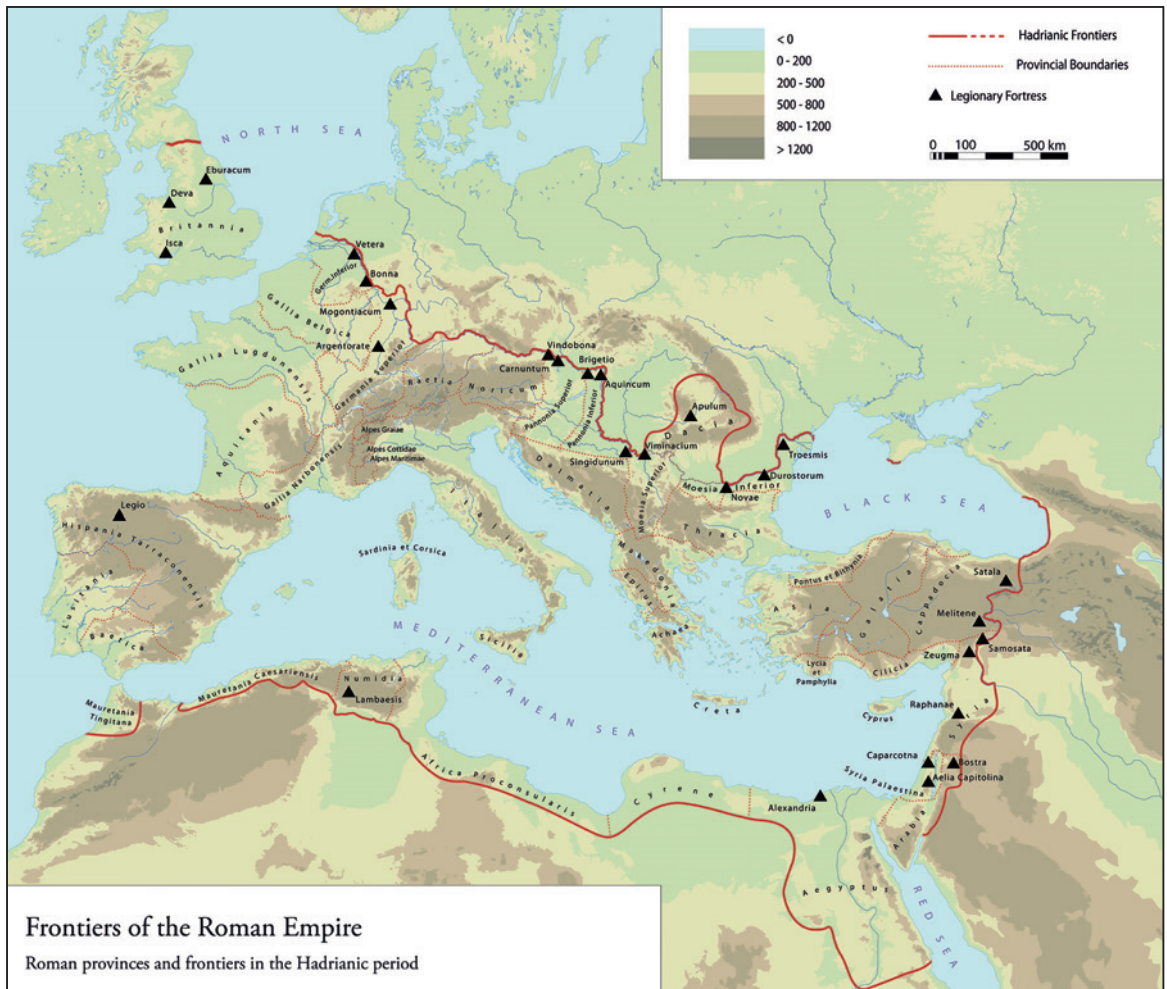 < 0
0 - 200
200 - 500
500 - 800
800 - 1200
> 1200
Hadrianic Frontiers
Provincial Boundaries
Legionary Fortress
0 100 500 km
NORTH SEA
Eburacum
Deva
Britannia
Isca
Vetera
Germ. Inferior
Bonna
Mogontiacum
Gallia Belgica
Argentorate
Gallia Lugdunensis
Germania Superior
Vindobona
Carnuntum
Brigetio
Aquincum
Raetia
Noricum
Pannonia Superior
Pannonia Inferior
Apulum
Dacia
Aquitania
Alpes Graiae
Alpes Cottidae
Alpes Maritimae
Gallia Narbonensis
Singidunum
Viminacium
Troesmis
Durostorum
Moesia Inferior
Novae
Moesia Superior
Dalmatia
Thracia
BLACK SEA
Legio
Hispania Tarraconensis
Lusitania
Baetica
Italia
Sardinia et Corsica
Makedonia
Epirus
Achaea
Sicilia
Pontus et Bithynia
Asia
Galatia
Cappadocia
Satala
Melitene
Samosata
Zeugma
Lycia
et
Pamphylia
Cilicia
MEDITERRANEAN SEA
Mauretania
Tingitana
Mauretania Caesariensis
Numidia
Lambaesis
Creta
Cyprus
Raphanae
Syria
Caparcotna
Bostra
Syria Palaestina
Aelia Capitolina
Africa Proconsularis
Cyrene
Alexandria
Arabia
Aegyptus
RED SEA
Frontiers of the Roman Empire
Roman provinces and frontiers in the Hadrianic period